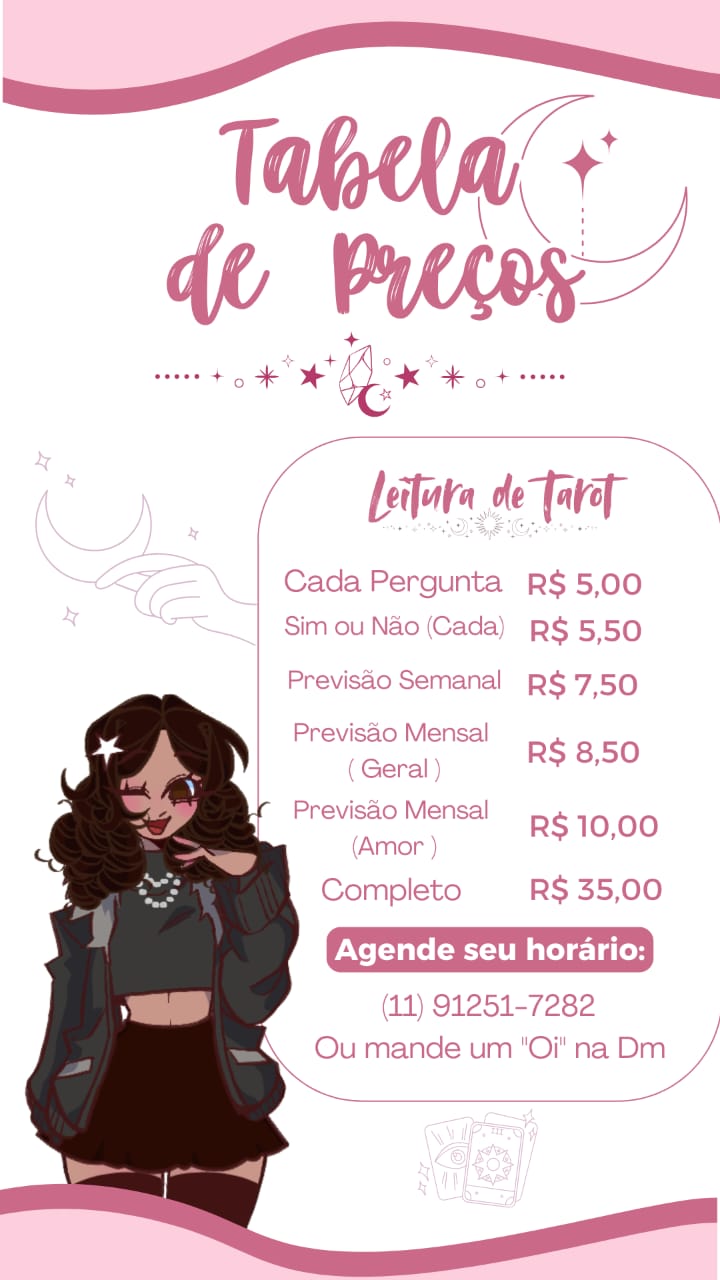 Tabela
de Preços
Leitura de Tarot
Cada Pergunta R$ 5,00
Sim ou Não (Cada) R$ 5,50
Previsão Semanal R$ 7,50
Previsão Mensal
( Geral ) R$ 8,50
Previsão Mensal
(Amor ) R$ 10,00
Completo R$ 35,00
Agende seu horário:
(11) 91251-7282
Ou mande um "Oi" na Dm